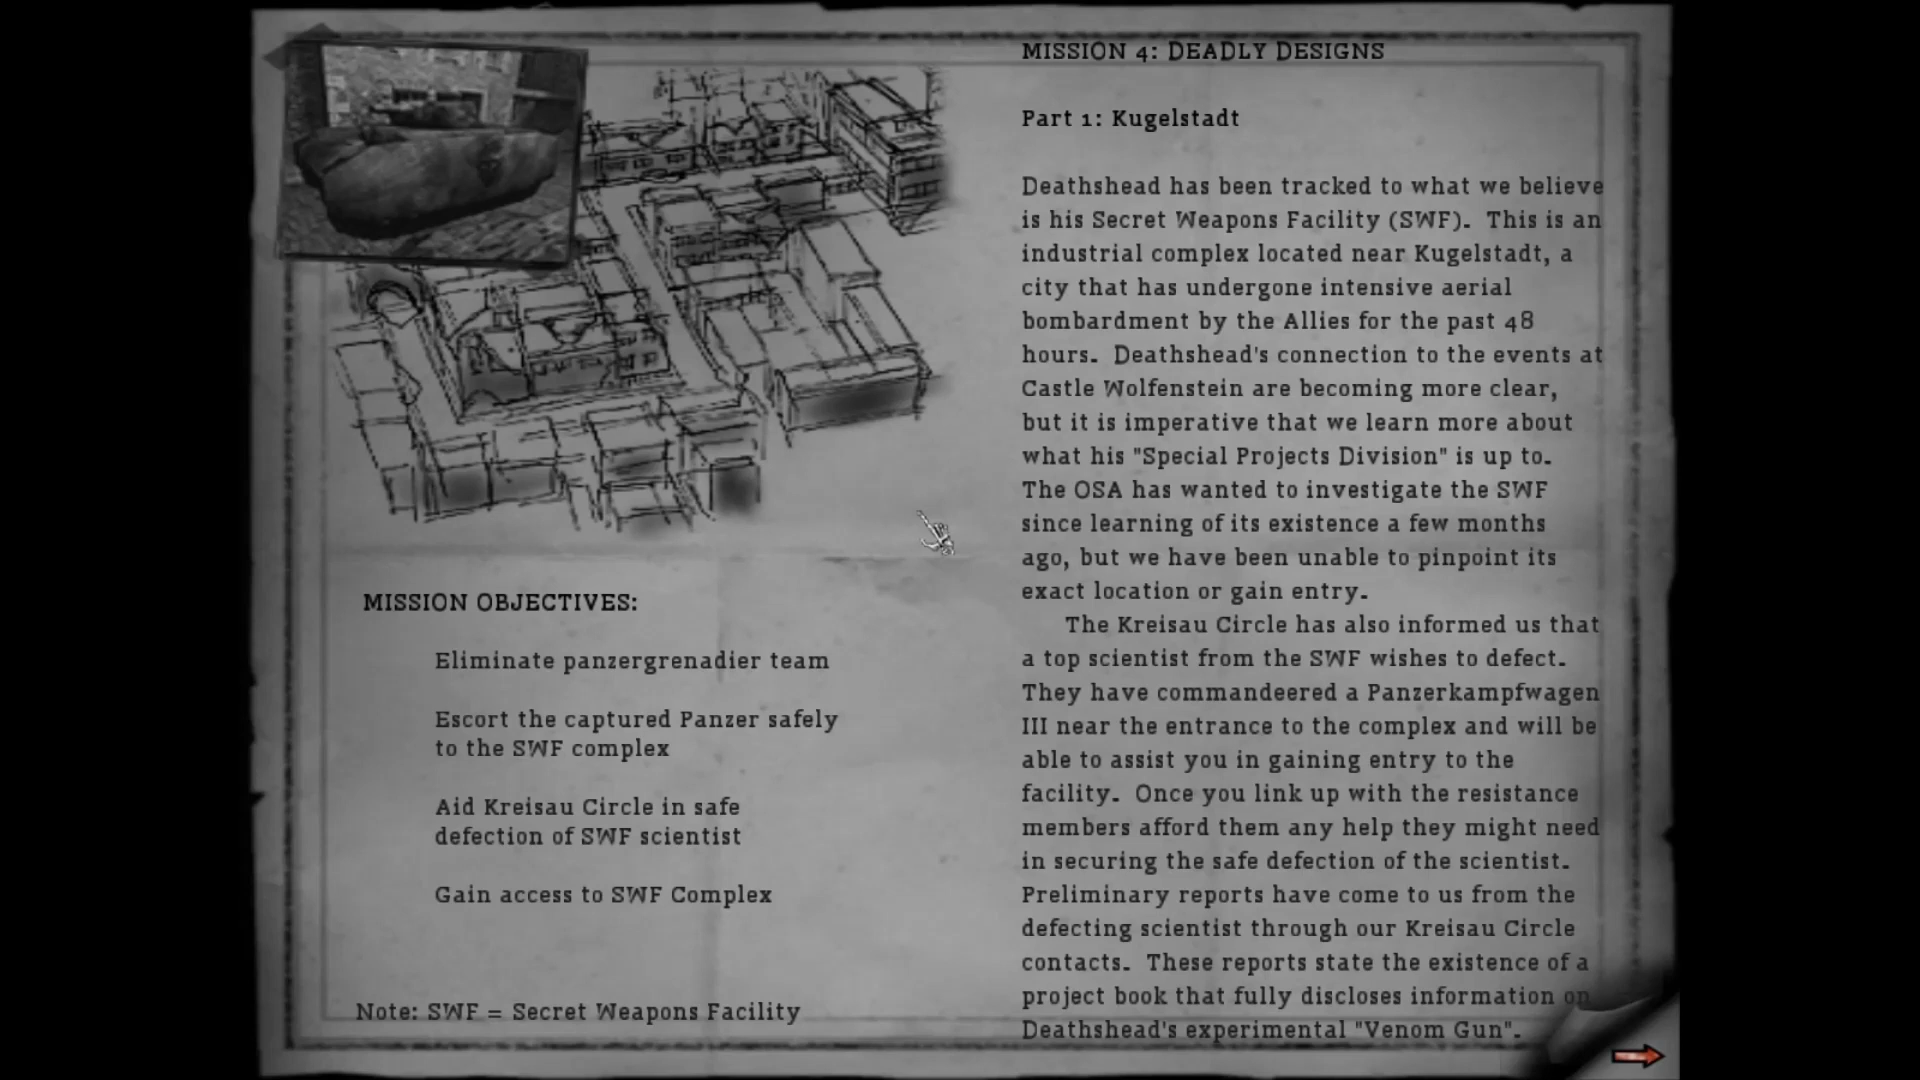 MISSION 4: DEADLY DESIGNS
Part 1: Kugelstadt
Deathshead has been tracked to what we believe
is his Secret Weapons Facility (SWF).  This is an
industrial complex located near Kugelstadt, a
city that has undergone intensive aerial
bombardment by the Allies for the past 48
hours.  Deathshead's connection to the events at
Castle Wolfenstein are becoming more clear,
but it is imperative that we learn more about
what his "Special Projects Division" is up to.
The OSA has wanted to investigate the SWF
since learning of its existence a few months
ago, but we have been unable to pinpoint its
exact location or gain entry.
The Kreisau Circle has also informed us that
a top scientist from the SWF wishes to defect.
They have commandeered a Panzerkampfwagen
III near the entrance to the complex and will be
able to assist you in gaining entry to the
facility.  Once you link up with the resistance
members afford them any help they might need
in securing the safe defection of the scientist.
Preliminary reports have come to us from the
defecting scientist through our Kreisau Circle
contacts.  These reports state the existence of a
project book that fully discloses information on
Deathshead's experimental "Venom Gun".
MISSION OBJECTIVES:
Eliminate panzergrenadier team
Escort the captured Panzer safely
to the SWF complex
Aid Kreisau Circle in safe
defection of SWF scientist
Gain access to SWF Complex
Note: SWF = Secret Weapons Facility